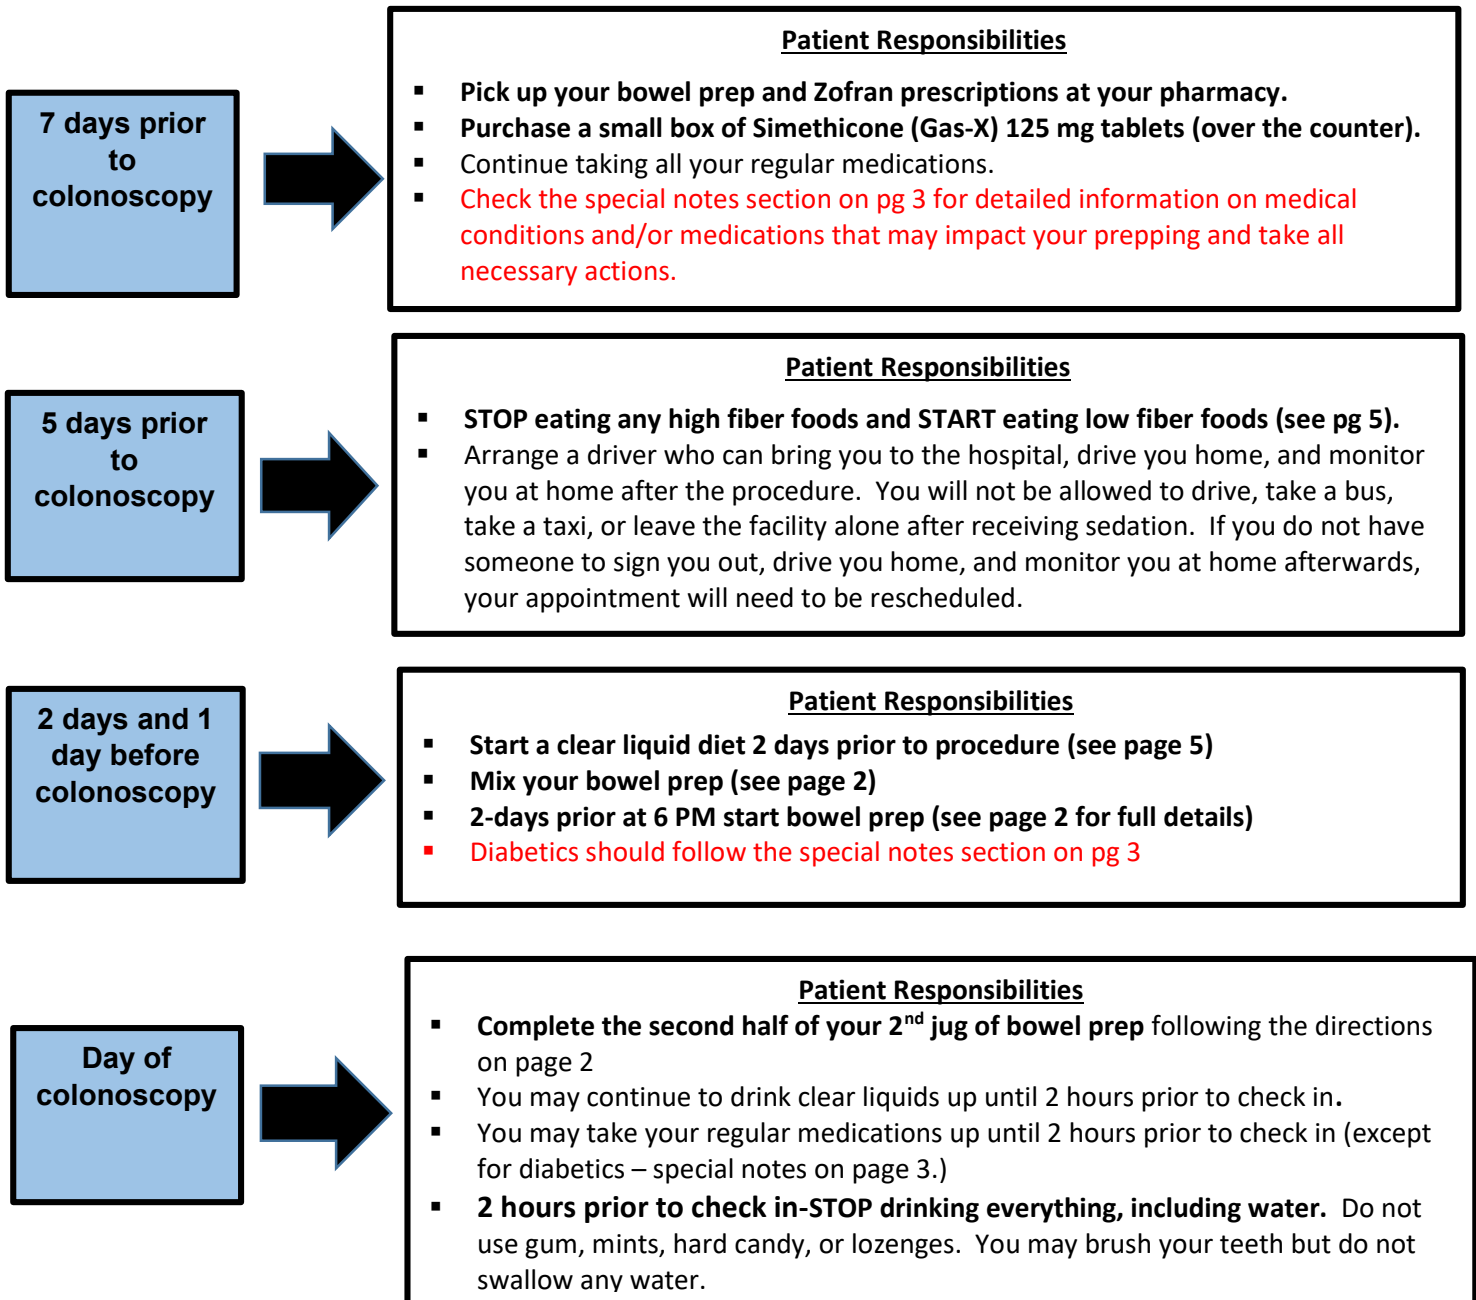 7 days prior
to
colonoscopy
Patient Responsibilities
▪ Pick up your bowel prep and Zofran prescriptions at your pharmacy.
▪ Purchase a small box of Simethicone (Gas-X) 125 mg tablets (over the counter).
▪ Continue taking all your regular medications.
▪ Check the special notes section on pg 3 for detailed information on medical
conditions and/or medications that may impact your prepping and take all
necessary actions.
5 days prior
to
colonoscopy
Patient Responsibilities
▪ STOP eating any high fiber foods and START eating low fiber foods (see pg 5).
▪ Arrange a driver who can bring you to the hospital, drive you home, and monitor
you at home after the procedure.  You will not be allowed to drive, take a bus,
take a taxi, or leave the facility alone after receiving sedation.  If you do not have
someone to sign you out, drive you home, and monitor you at home afterwards,
your appointment will need to be rescheduled.
2 days and 1
day before
colonoscopy
Patient Responsibilities
▪ Start a clear liquid diet 2 days prior to procedure (see page 5)
▪ Mix your bowel prep (see page 2)
▪ 2-days prior at 6 PM start bowel prep (see page 2 for full details)
▪ Diabetics should follow the special notes section on pg 3
Day of
colonoscopy
Patient Responsibilities
▪ Complete the second half of your 2nd jug of bowel prep following the directions
on page 2
▪ You may continue to drink clear liquids up until 2 hours prior to check in.
▪ You may take your regular medications up until 2 hours prior to check in (except
for diabetics – special notes on page 3.)
▪ 2 hours prior to check in-STOP drinking everything, including water.  Do not
use gum, mints, hard candy, or lozenges.  You may brush your teeth but do not
swallow any water.